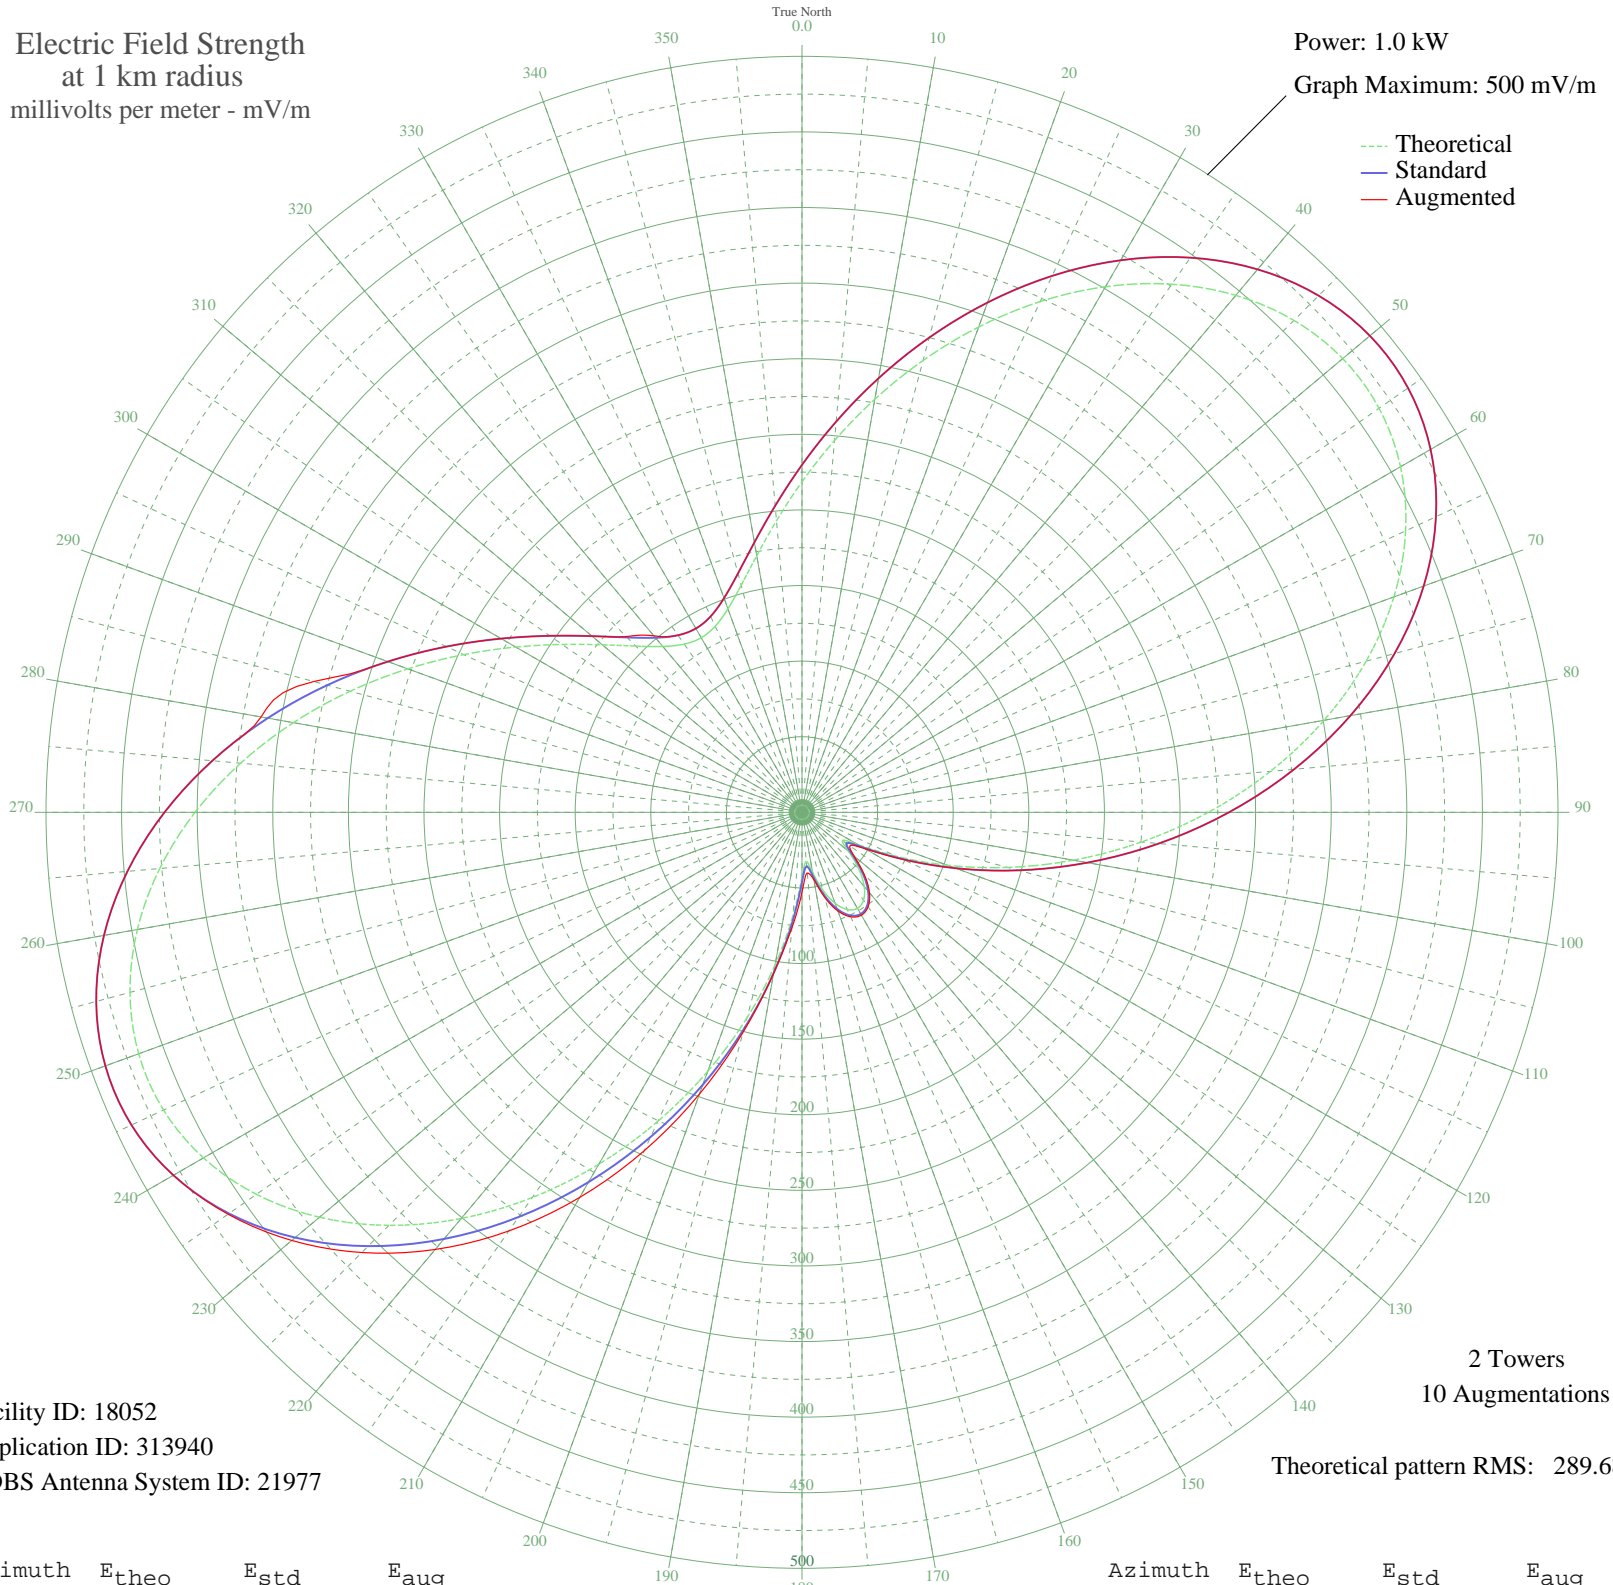 True North
Electric Field Strength
at 1 km radius
millivolts per meter - mV/m
Power: 1.0 kW
Graph Maximum: 500 mV/m
Theoretical
Standard
Augmented
0.0
10
20
30
40
50
60
70
80
90
100
110
120
130
140
150
160
170
190
200
210
220
230
240
250
260
270
280
290
300
310
320
330
340
350
100
150
200
250
300
350
400
450
500
2 Towers
10 Augmentations
Theoretical pattern RMS: 289.6
cility ID: 18052
plication ID: 313940
DBS Antenna System ID: 21977
imuth Etheo Estd Eaug
Azimuth Etheo Estd Eaug